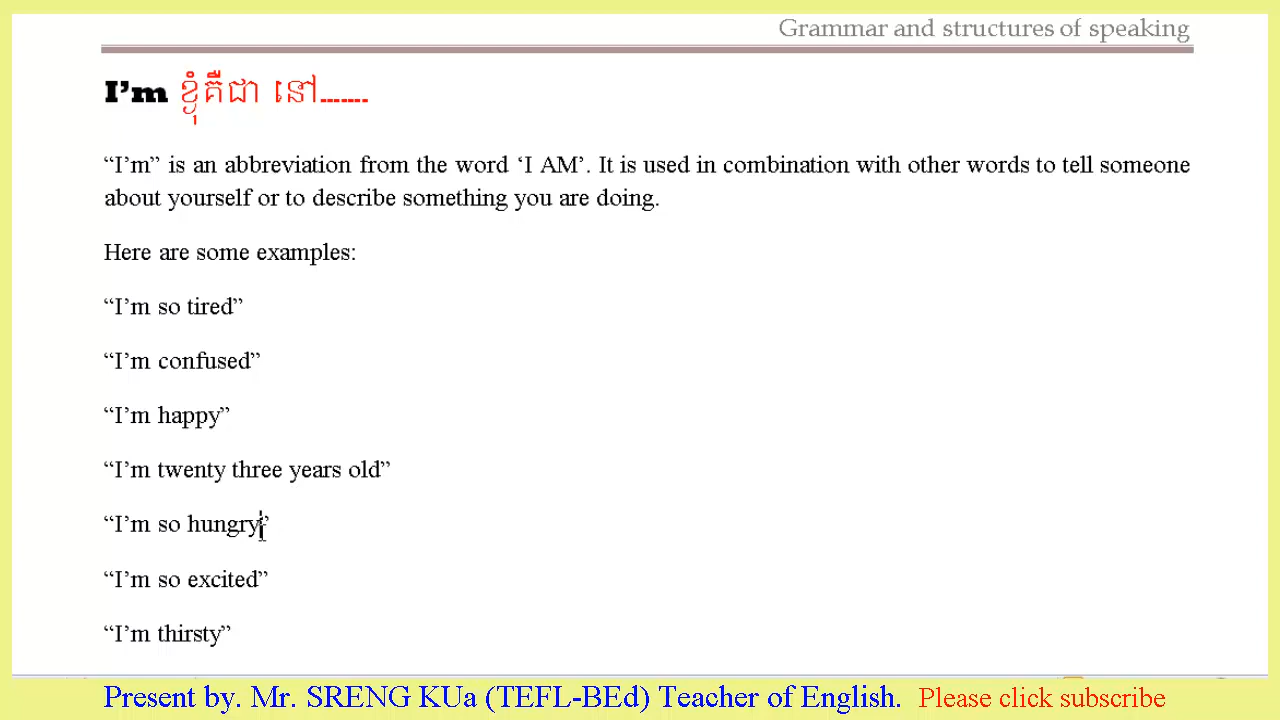 Grammar and structures of speaking
I’m ខ្ញុំគឺជា នៅ.......
“I’m” is an abbreviation from the word ‘I AM’. It is used in combination with other words to tell someone
about yourself or to describe something you are doing.
Here are some examples:
“I’m so tired”
“I’m confused”
“I’m happy”
“I’m twenty three years old”
“I’m so hungry”
“I’m so excited”
“I’m thirsty”
Present by. Mr. SRENG KUa (TEFL-BEd) Teacher of English. Please click subscribe